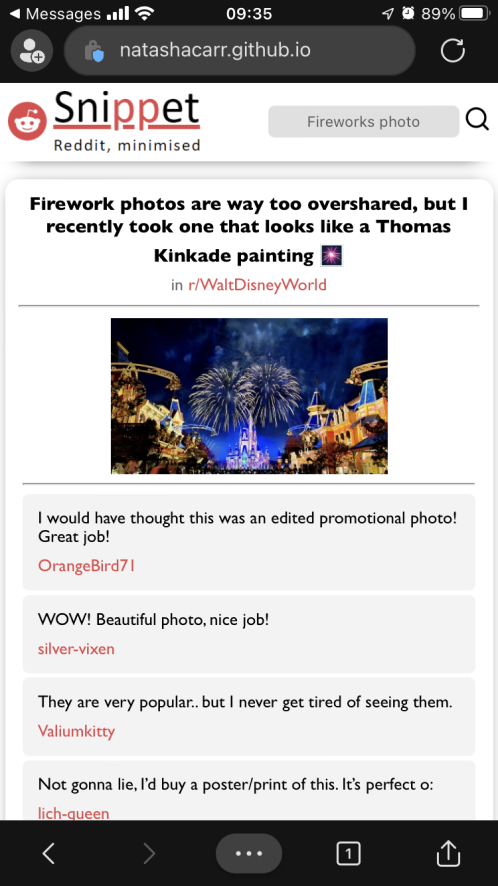 Messages 09:35 89%
natashacarr.github.io
Snippet
Reddit, minimised
Fireworks photo
Firework photos are way too overshared, but I
recently took one that looks like a Thomas
Kinkade painting 🎆
in r/WaltDisneyWorld
I would have thought this was an edited promotional photo!
Great job!
OrangeBird71
WOW! Beautiful photo, nice job!
silver-vixen
They are very popular.. but I never get tired of seeing them.
Valiumkitty
Not gonna lie, I'd buy a poster/print of this. It's perfect o:
lich-queen
1